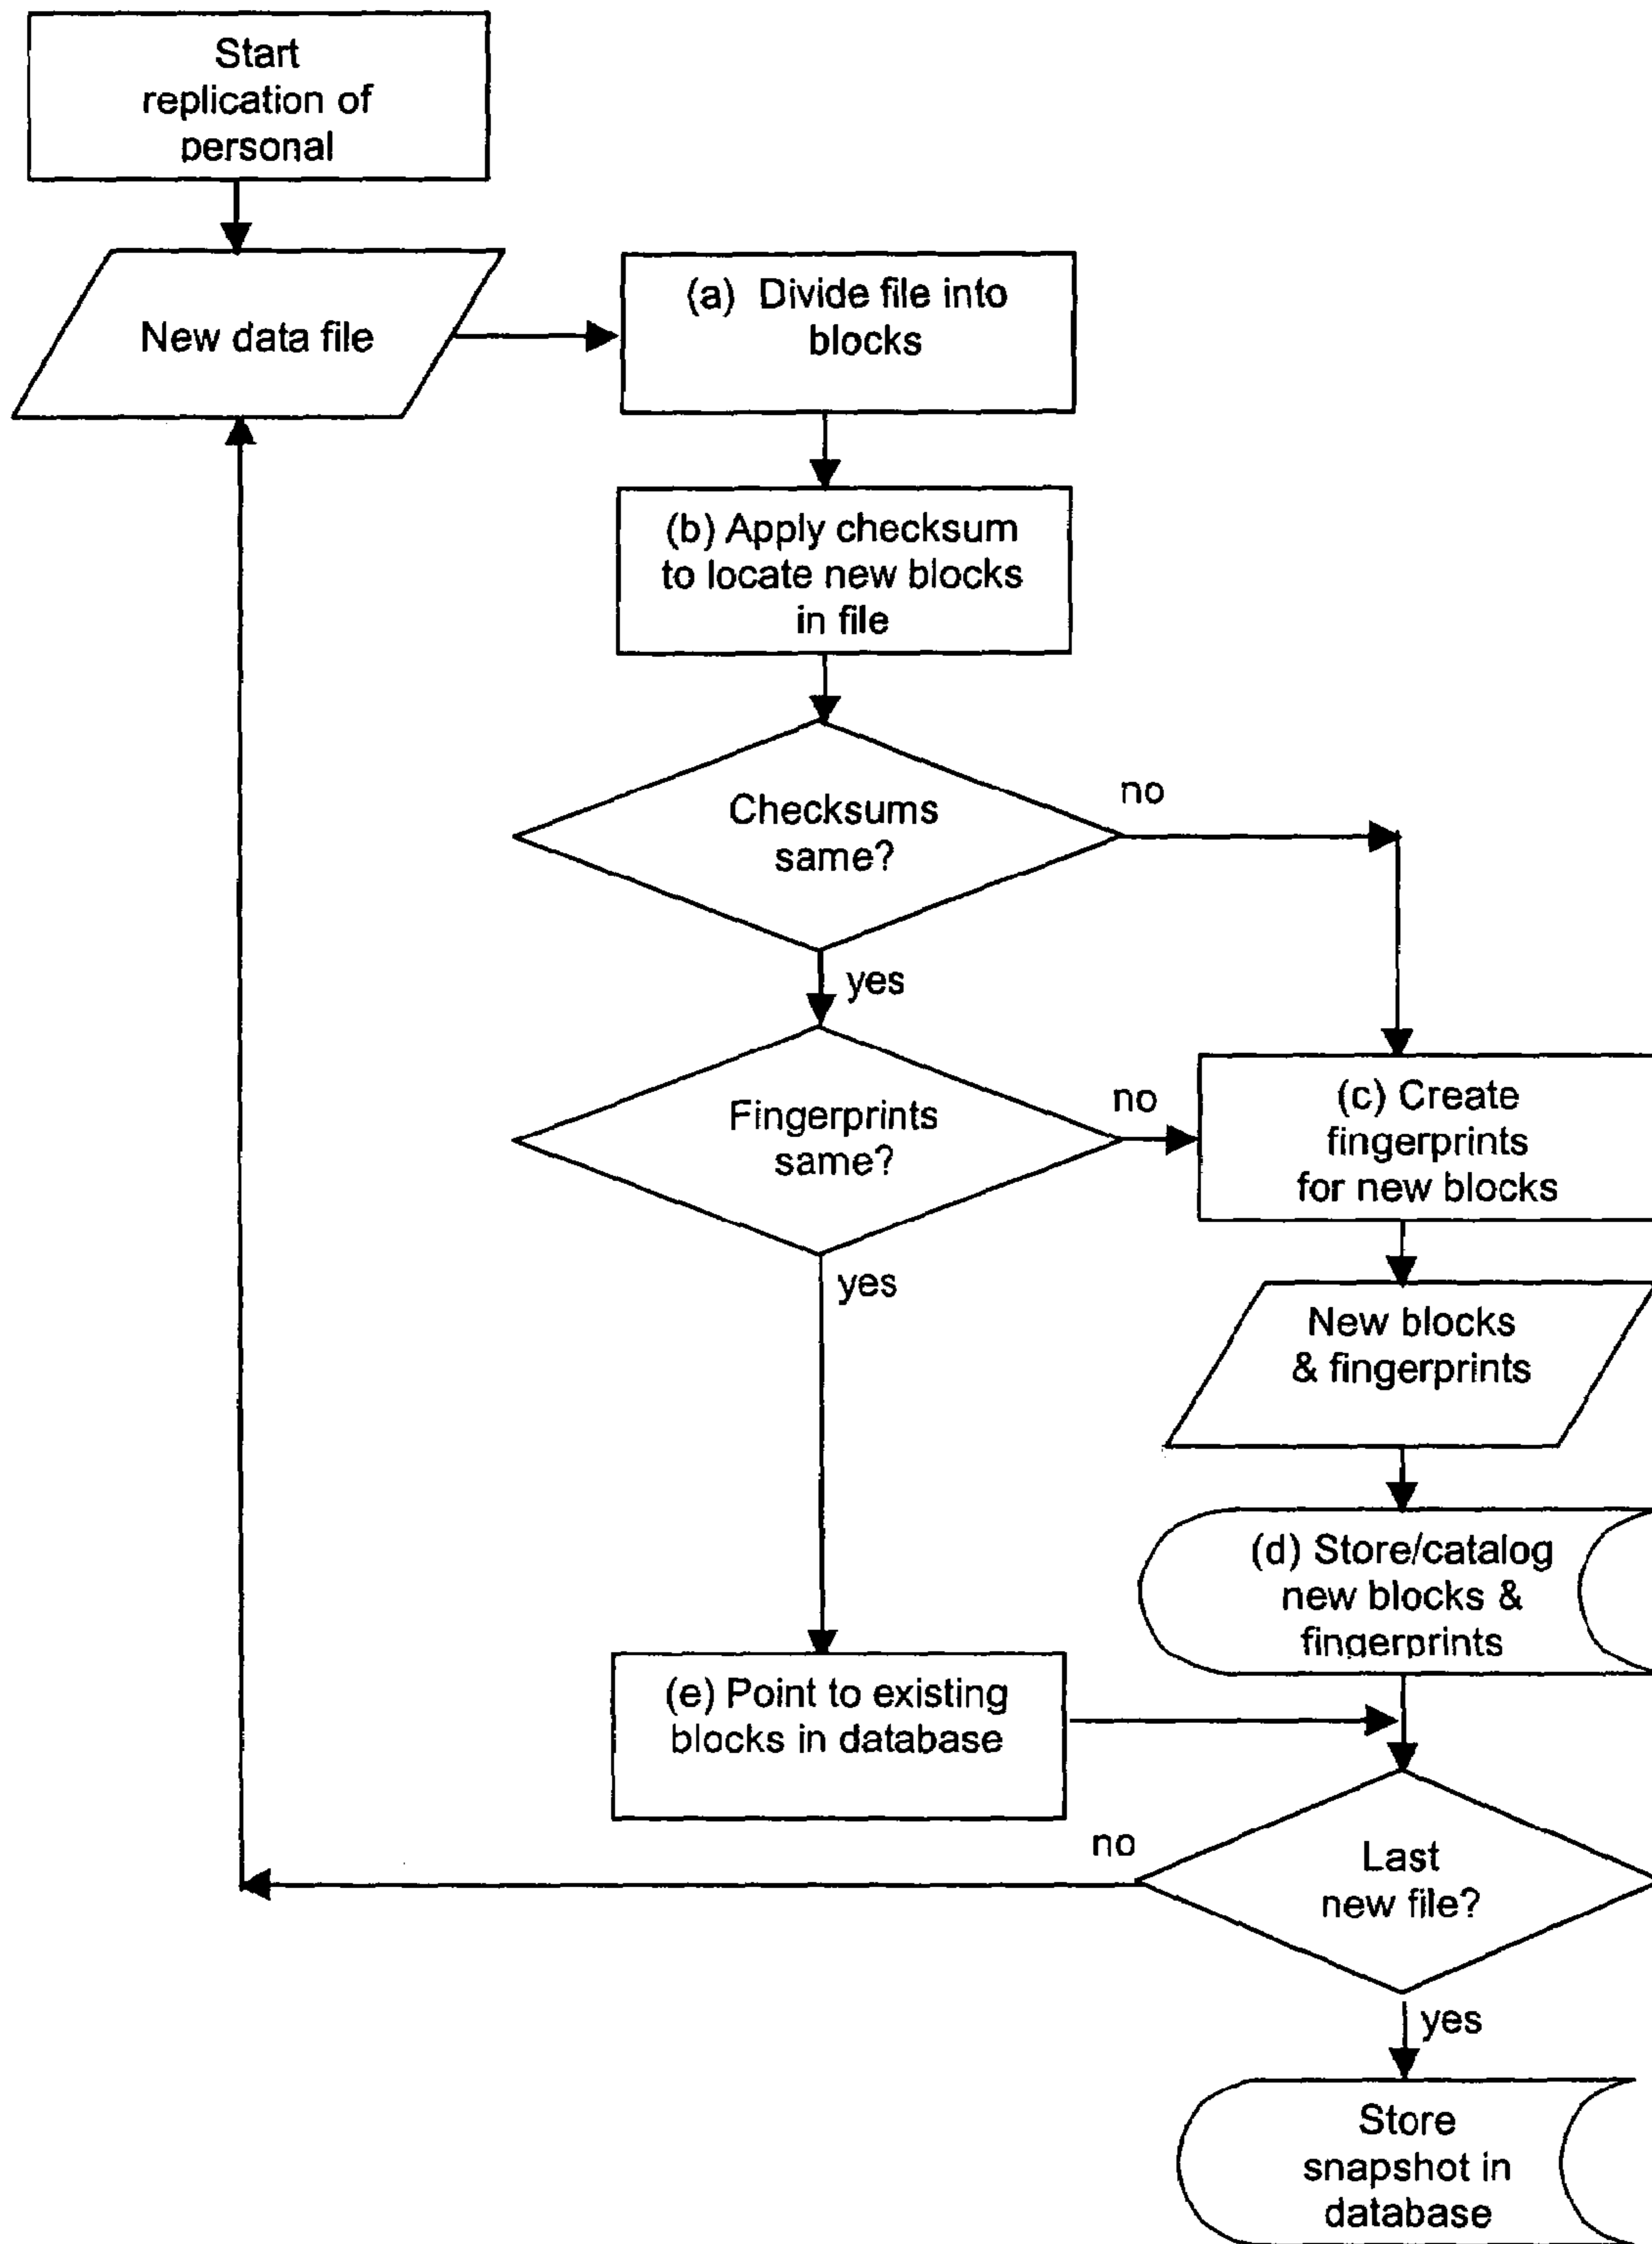 Start
replication of
personal
New data file
(a) Divide file into
blocks
(b) Apply checksum
to locate new blocks
in file
Checksums
same?
no
yes
Fingerprints
same?
no
yes
(c) Create
fingerprints
for new blocks
New blocks
& fingerprints
(d) Store/catalog
new blocks &
fingerprints
(e) Point to existing
blocks in database
Last
new file?
no
yes
Store
snapshot in
database